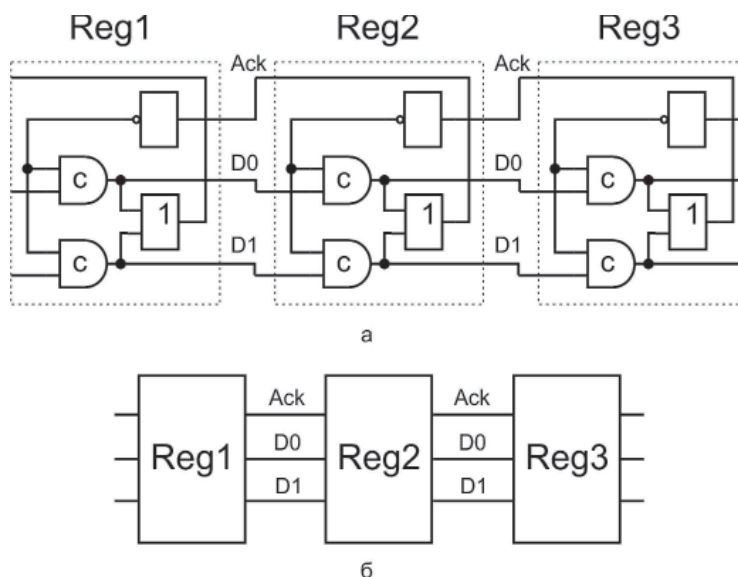 Reg1 Reg2 Reg3
Ack Ack
D0 D0
C C C
1 1 1
D1 D1
C C C
а
Ack Ack
D0 D0
Reg1 Reg2 Reg3
D1 D1
б